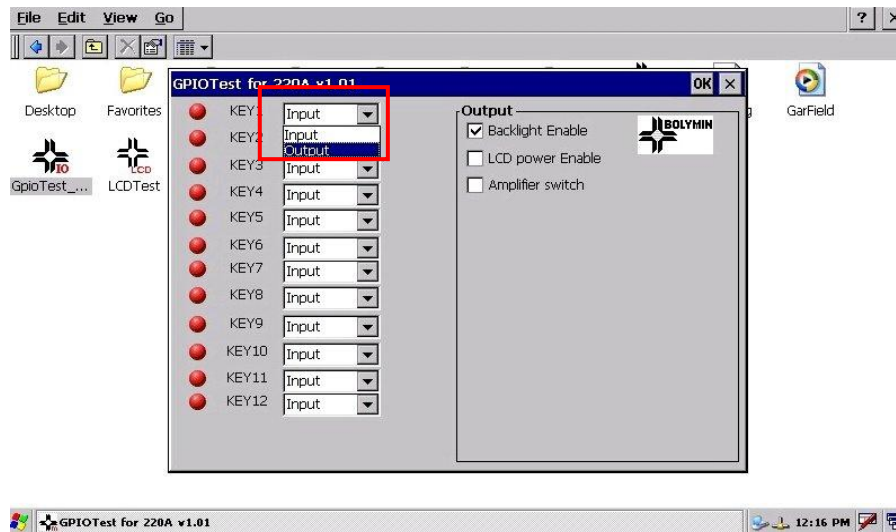 File Edit View Go ?
GPIOTest for 220A v1.01 OK
Desktop Favorites GarField
IO LCD
GpioTest_... LCDTest
KEY1 Input
Input
Output
KEY2
KEY3 Input
KEY4 Input
KEY5 Input
KEY6 Input
KEY7 Input
KEY8 Input
KEY9 Input
KEY10 Input
KEY11 Input
KEY12 Input
Output
Backlight Enable
LCD power Enable
Amplifier switch
BOLYMIN
GPIOTest for 220A v1.01 12:16 PM